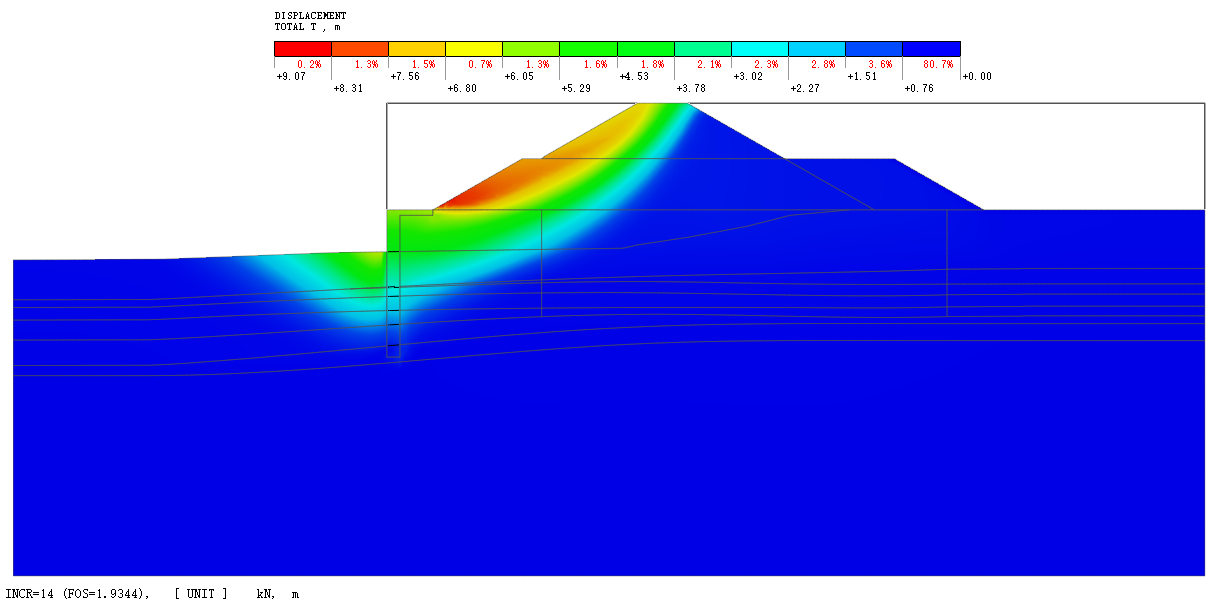 DISPLACEMENT
TOTAL T , m
0.2% 1.3% 1.5% 0.7% 1.3% 1.6% 1.8% 2.1% 2.3% 2.8% 3.6% 80.7%
+9.07 +7.56 +6.05 +4.53 +3.02 +1.51 +0.00
+8.31 +6.80 +5.29 +3.78 +2.27 +0.76
INCR=14 (FOS=1.9344), [ UNIT ] kN, m